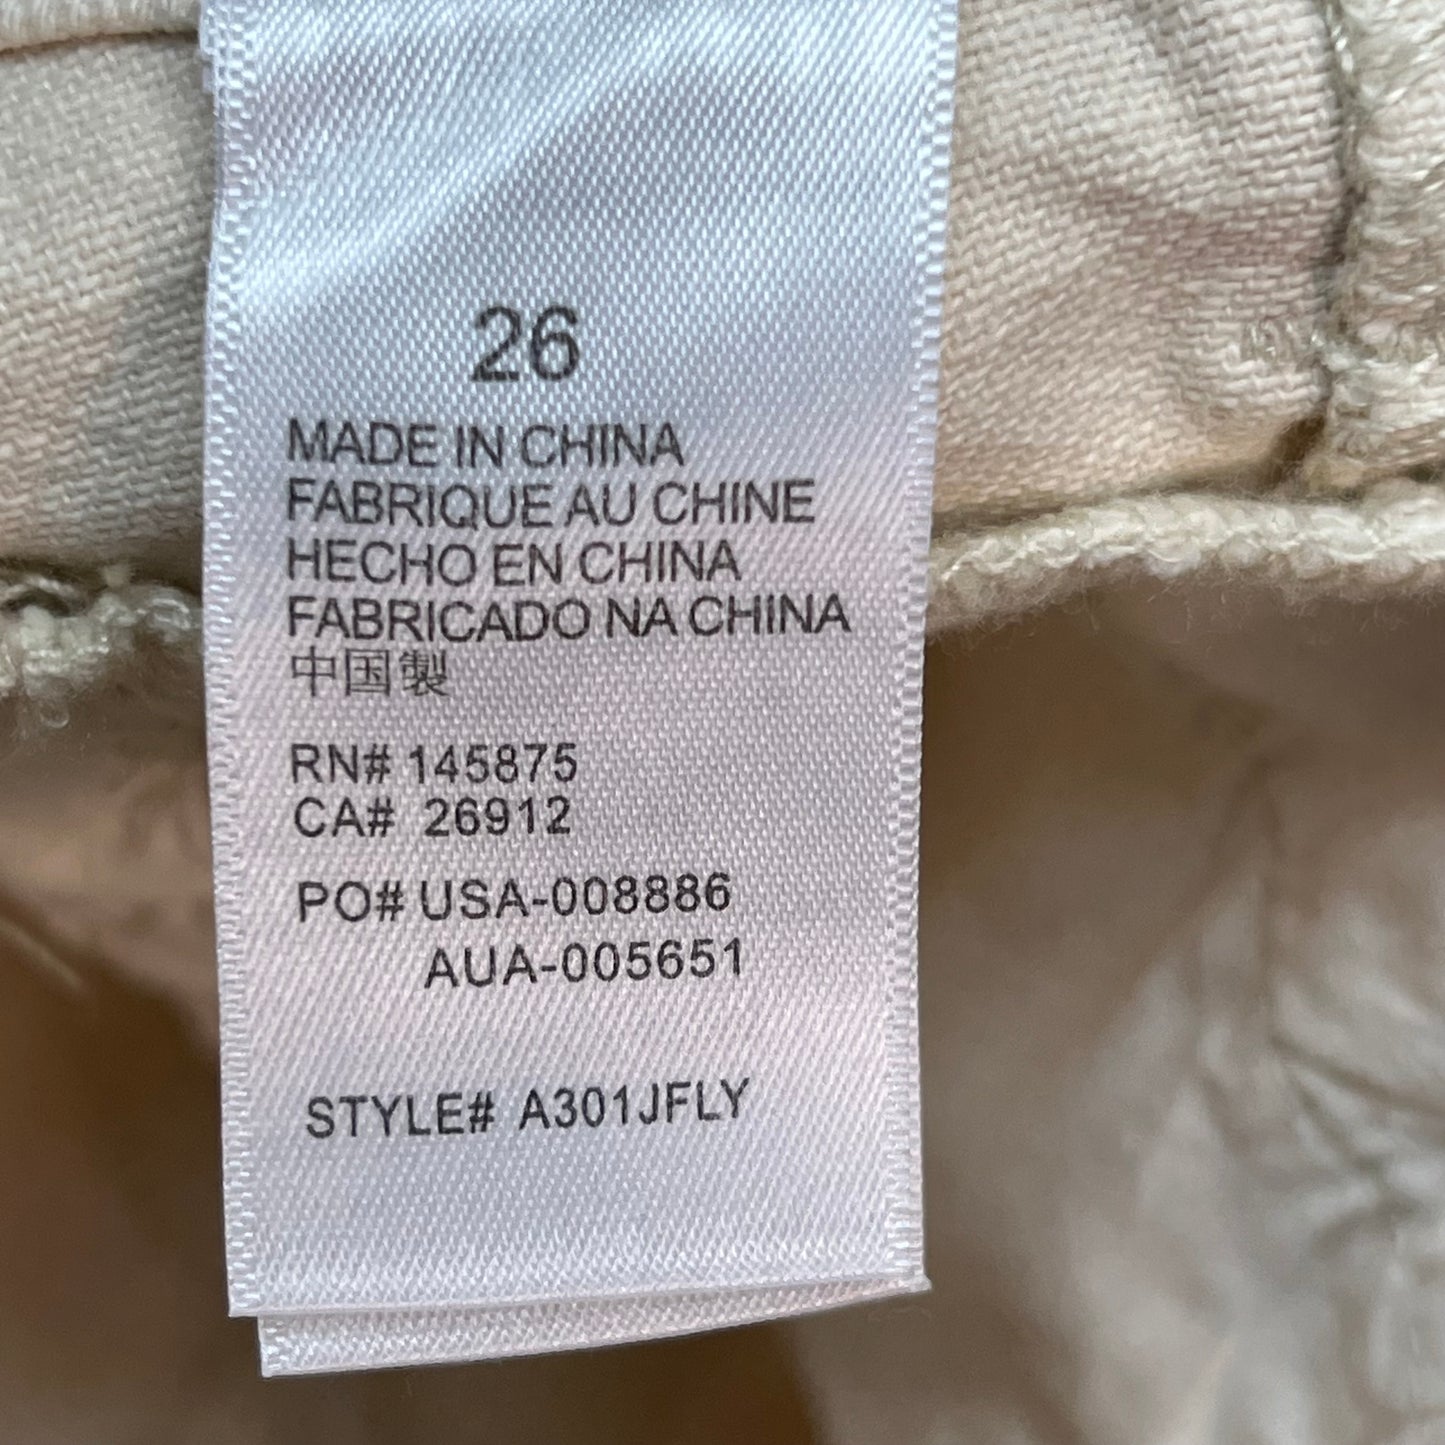 26
MADE IN CHINA
FABRIQUE AU CHINE
HECHO EN CHINA
FABRICADO NA CHINA
中国製
RN# 145875
CA# 26912
PO# USA-008886
AUA-005651
STYLE# A301JFLY